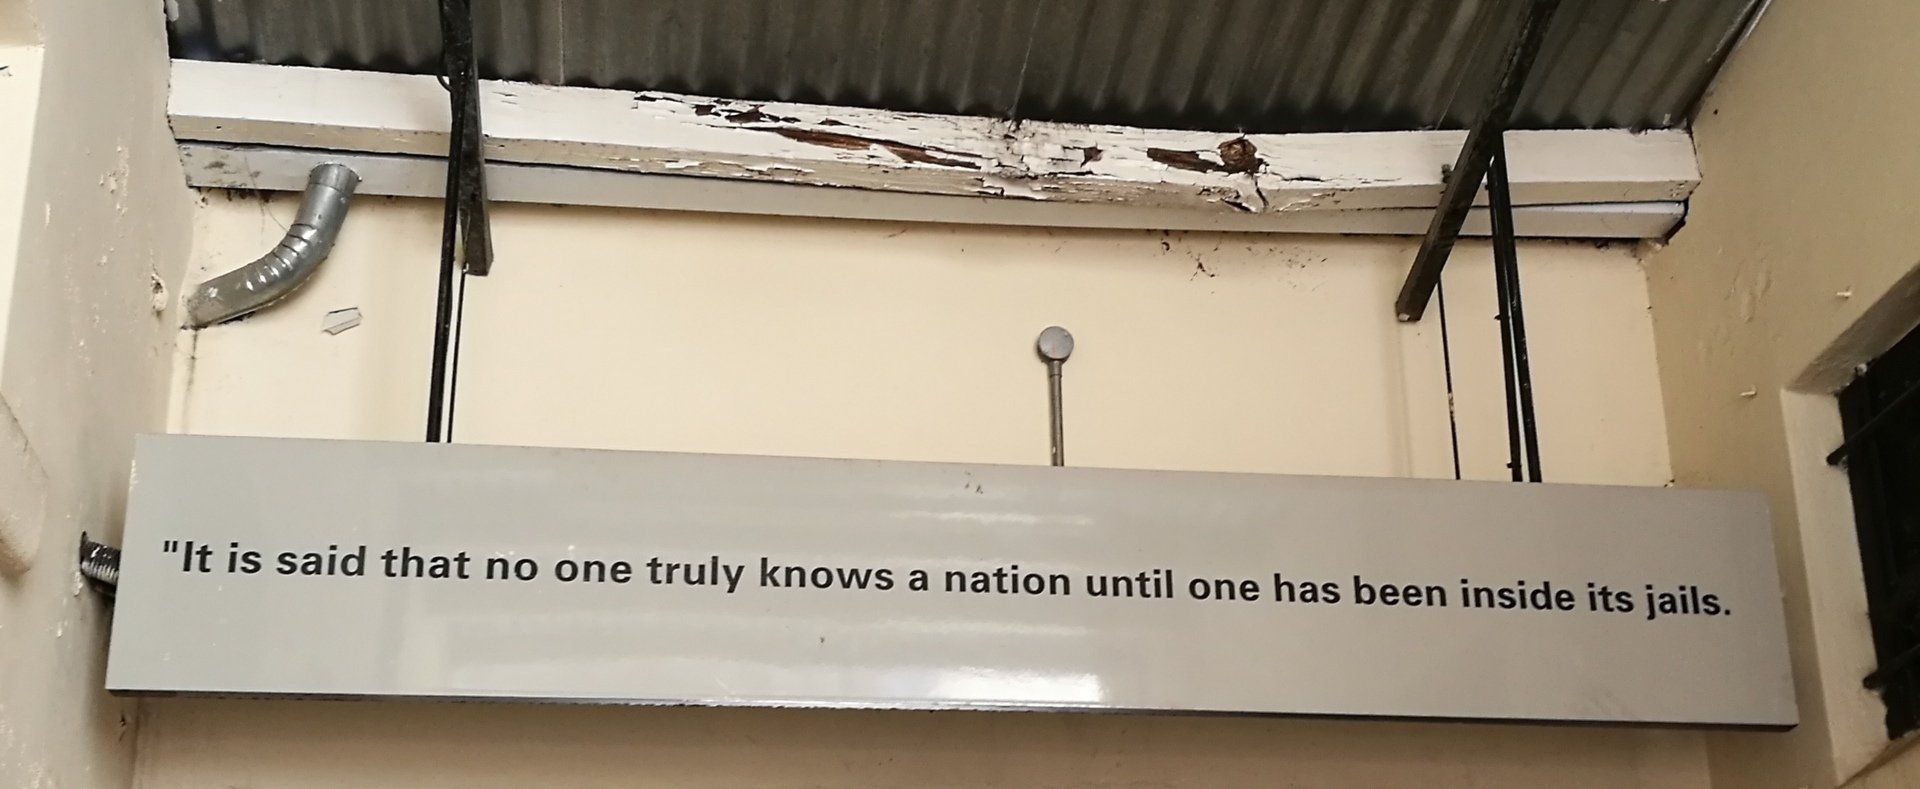 "It is said that no one truly knows a nation until one has been inside its jails.